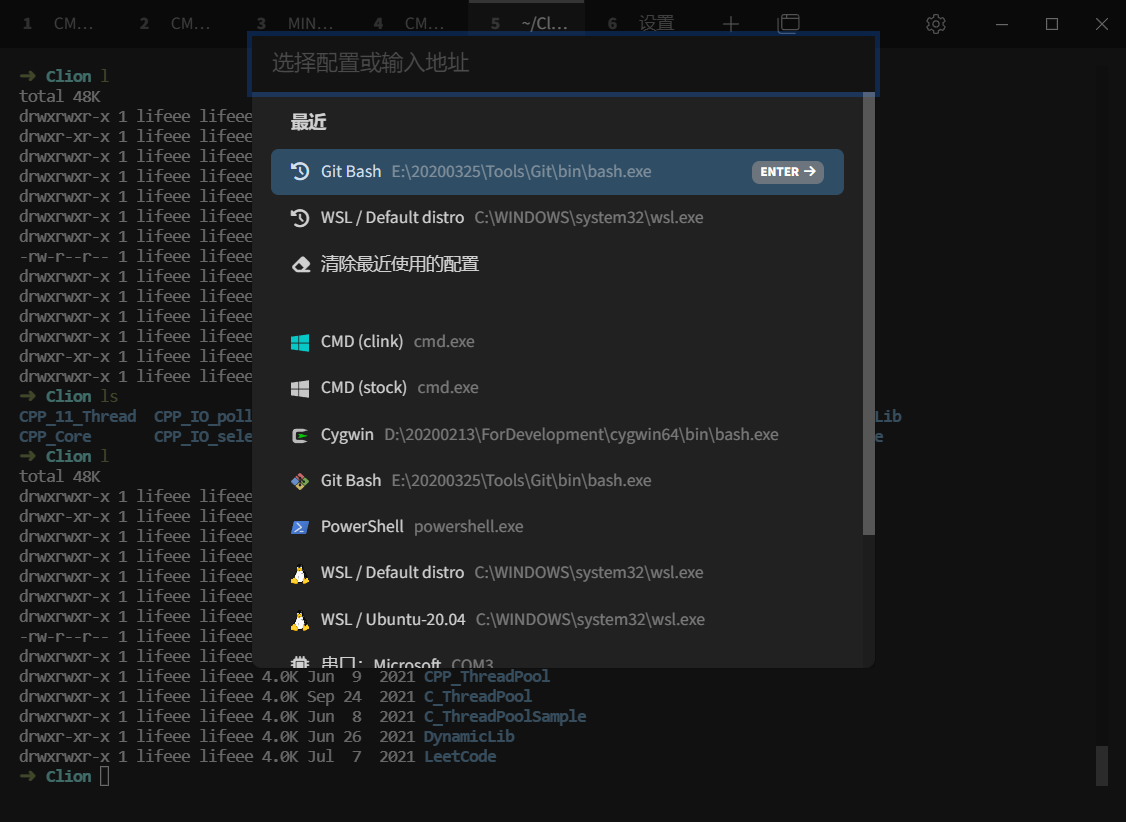 1 CM... 2 CM... 3 MIN... 4 CM... 5 ~/Cl... 6 设置
选择配置或输入地址
最近
Git Bash E:\20200325\Tools\Git\bin\bash.exe ENTER
WSL / Default distro C:\WINDOWS\system32\wsl.exe
清除最近使用的配置
CMD (clink) cmd.exe
CMD (stock) cmd.exe
Cygwin D:\20200213\ForDevelopment\cygwin64\bin\bash.exe
Git Bash E:\20200325\Tools\Git\bin\bash.exe
PowerShell powershell.exe
WSL / Default distro C:\WINDOWS\system32\wsl.exe
WSL / Ubuntu-20.04 C:\WINDOWS\system32\wsl.exe
串口: Microsoft COM3
➜ Clion l
total 48K
drwxrwxr-x 1 lifeee lifeee
drwxr-xr-x 1 lifeee lifeee
drwxrwxr-x 1 lifeee lifeee
drwxrwxr-x 1 lifeee lifeee
drwxrwxr-x 1 lifeee lifeee
drwxrwxr-x 1 lifeee lifeee
drwxrwxr-x 1 lifeee lifeee
-rw-r--r-- 1 lifeee lifeee
drwxrwxr-x 1 lifeee lifeee
drwxrwxr-x 1 lifeee lifeee
drwxrwxr-x 1 lifeee lifeee
drwxrwxr-x 1 lifeee lifeee
drwxr-xr-x 1 lifeee lifeee
drwxrwxr-x 1 lifeee lifeee
➜ Clion ls
CPP_11_Thread CPP_IO_poll Lib
CPP_Core CPP_IO_sele e
➜ Clion l
total 48K
drwxrwxr-x 1 lifeee lifeee
drwxr-xr-x 1 lifeee lifeee
drwxrwxr-x 1 lifeee lifeee
drwxrwxr-x 1 lifeee lifeee
drwxrwxr-x 1 lifeee lifeee
drwxrwxr-x 1 lifeee lifeee
drwxrwxr-x 1 lifeee lifeee
-rw-r--r-- 1 lifeee lifeee
drwxrwxr-x 1 lifeee lifeee
drwxrwxr-x 1 lifeee lifeee 4.0K Jun 9 2021 CPP_ThreadPool
drwxrwxr-x 1 lifeee lifeee 4.0K Sep 24 2021 C_ThreadPool
drwxrwxr-x 1 lifeee lifeee 4.0K Jun 8 2021 C_ThreadPoolSample
drwxr-xr-x 1 lifeee lifeee 4.0K Jun 26 2021 DynamicLib
drwxrwxr-x 1 lifeee lifeee 4.0K Jul 7 2021 LeetCode
➜ Clion